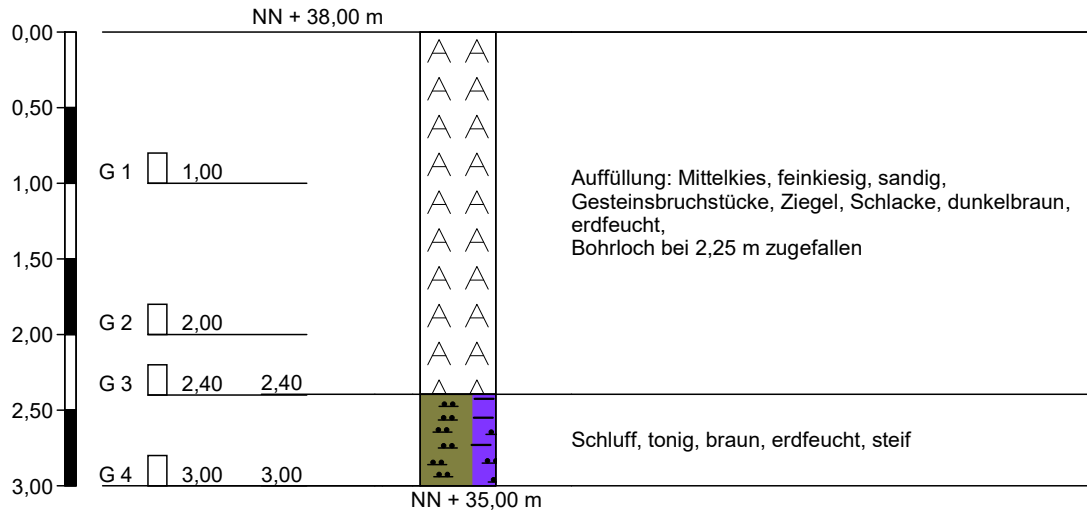 NN + 38,00 m
0,00
0,50
G 1 1,00
1,00
Auffüllung: Mittelkies, feinkiesig, sandig,
Gesteinsbruchstücke, Ziegel, Schlacke, dunkelbraun,
erdfeucht,
Bohrloch bei 2,25 m zugefallen
1,50
G 2 2,00
2,00
G 3 2,40 2,40
2,50
Schluff, tonig, braun, erdfeucht, steif
G 4 3,00 3,00
3,00
NN + 35,00 m
A A
A A
A A
A A
A A
A A
A A
A A
A A
A A